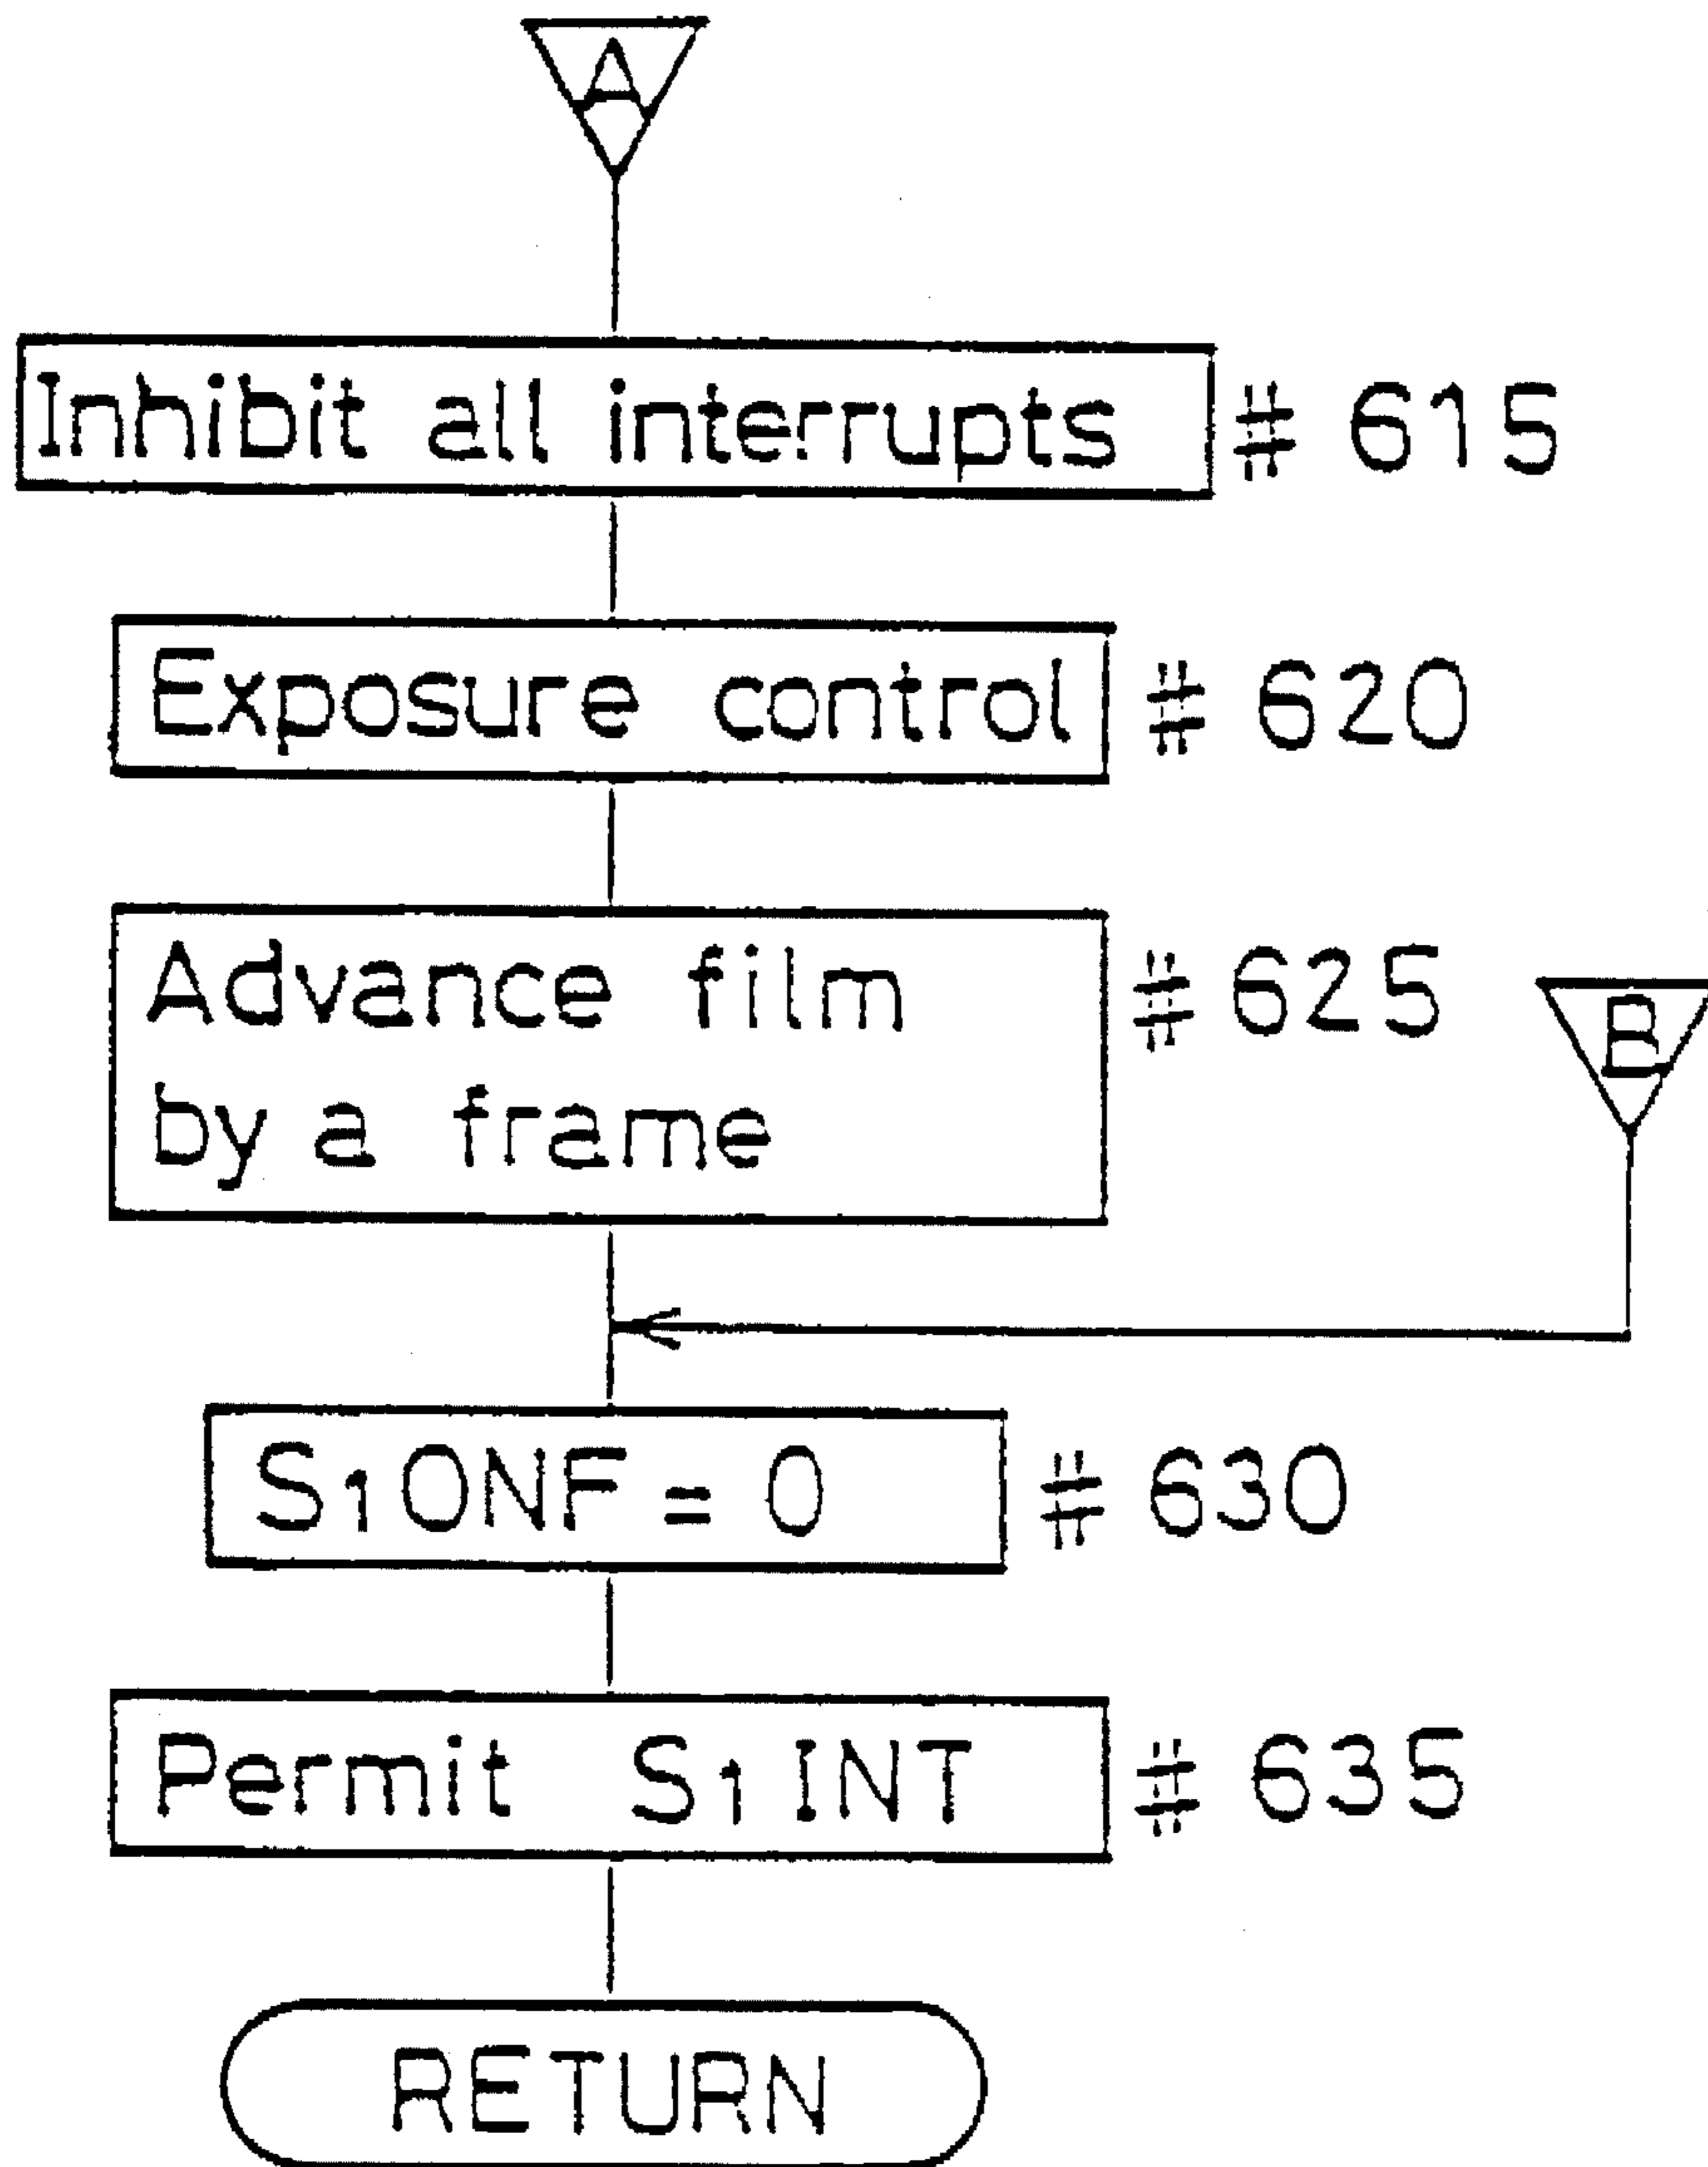 A
Inhibit all interrupts # 615
Exposure control # 620
Advance film # 625
by a frame
B
S1ONF = 0 # 630
Permit S1INT # 635
RETURN